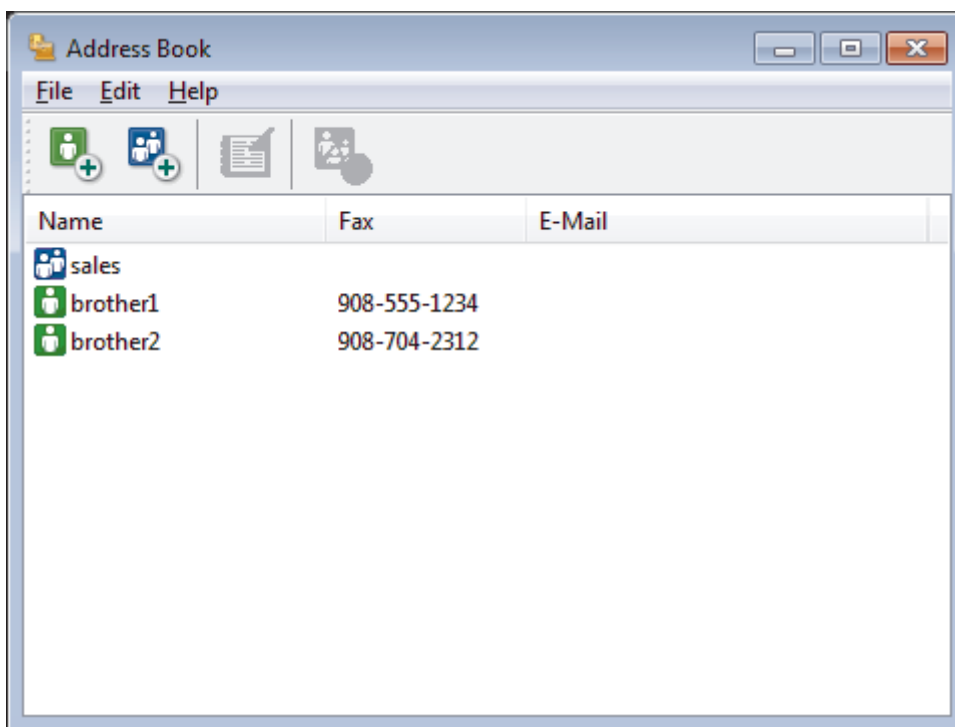 Address Book
File Edit Help
Name Fax E-Mail
sales
brother1 908-555-1234
brother2 908-704-2312